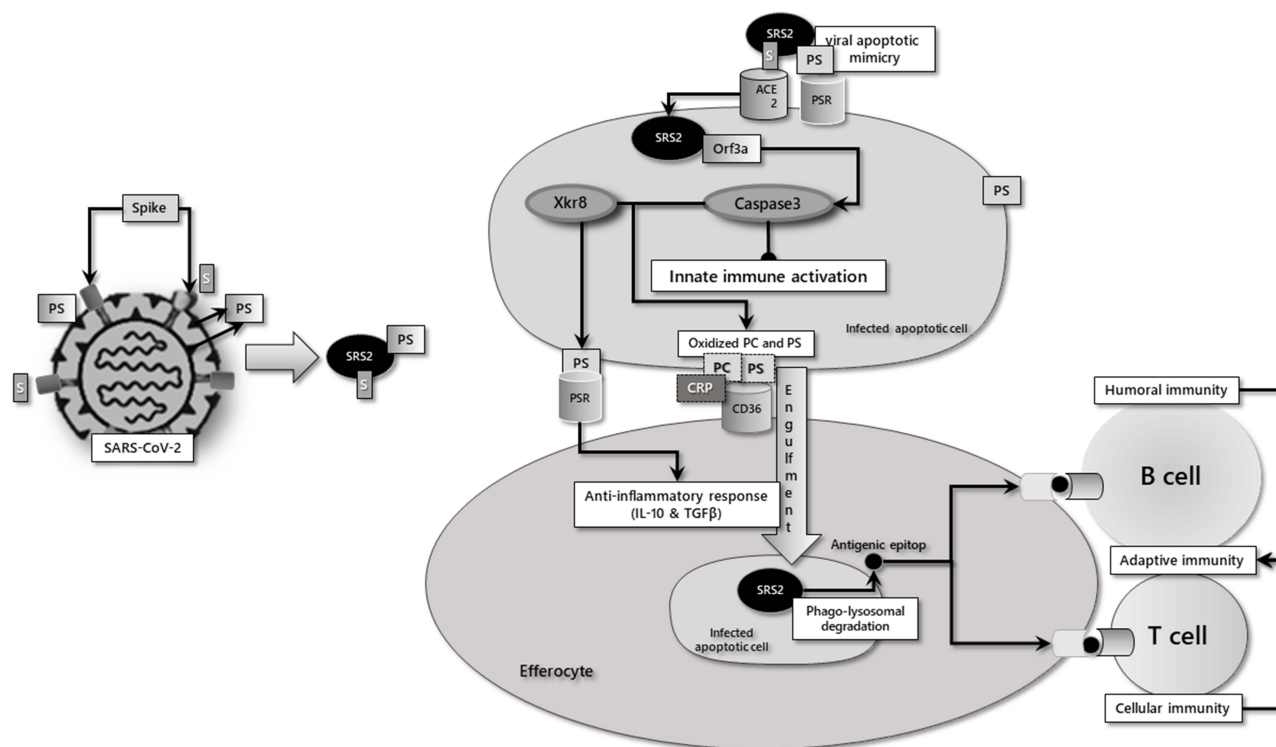 Spike
S
PS
PS
S
SARS-CoV-2
SRS2
PS
S
SRS2
viral apoptotic
mimicry
S
PS
ACE
2
PSR
SRS2
Orf3a
PS
Xkr8
Caspase3
Innate immune activation
Infected apoptotic cell
Oxidized PC and PS
PS
PC
PS
CRP
PSR
CD36
Engulfment
Anti-inflammatory response
(IL-10 & TGFβ)
Antigenic epitop
SRS2
Phago-lysosomal
degradation
Infected
apoptotic cell
Efferocyte
Humoral immunity
B cell
Adaptive immunity
T cell
Cellular immunity